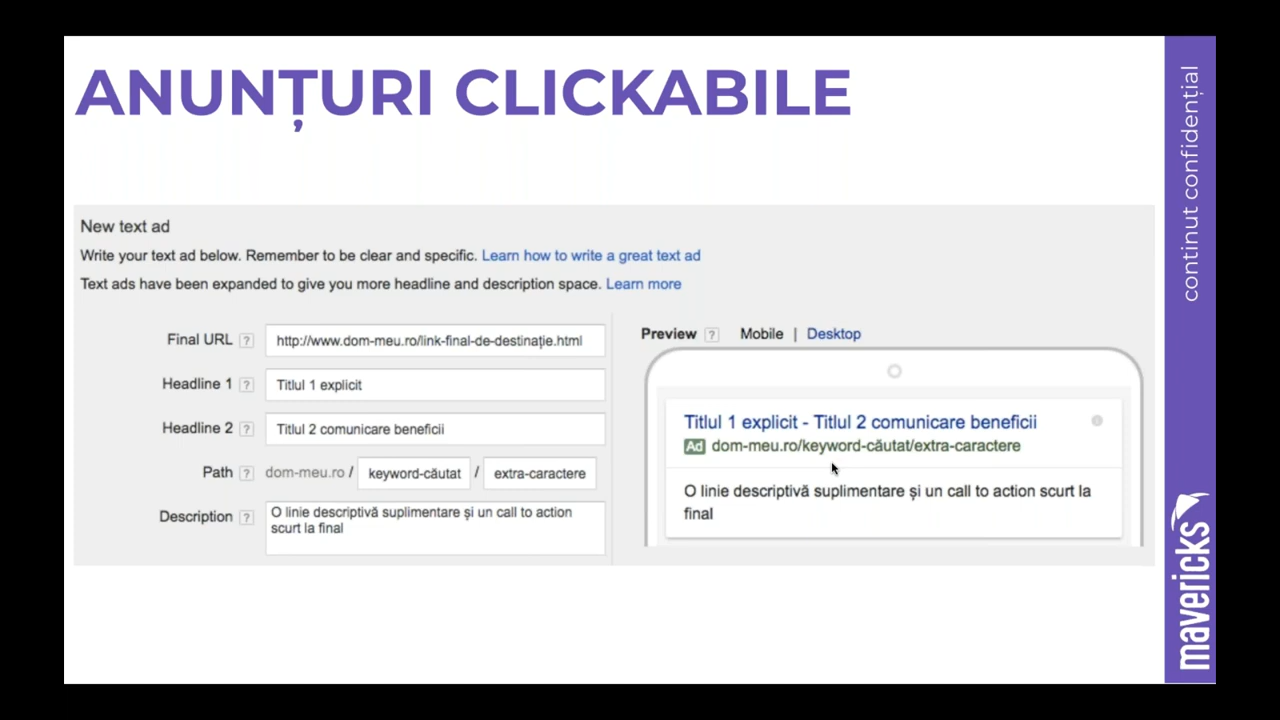 ANUNȚURI CLICKABILE
New text ad
Write your text ad below. Remember to be clear and specific. Learn how to write a great text ad
Text ads have been expanded to give you more headline and description space. Learn more
Final URL ? http://www.dom-meu.ro/link-final-de-destinație.html
Headline 1 ? Titlul 1 explicit
Headline 2 ? Titlul 2 comunicare beneficii
Path ? dom-meu.ro / keyword-căutat / extra-caractere
Description ? O linie descriptivă suplimentare și un call to action
scurt la final
Preview ? Mobile | Desktop
Titlul 1 explicit - Titlul 2 comunicare beneficii
Ad dom-meu.ro/keyword-căutat/extra-caractere
O linie descriptivă suplimentare și un call to action scurt la
final
continut confidențial
mavericks